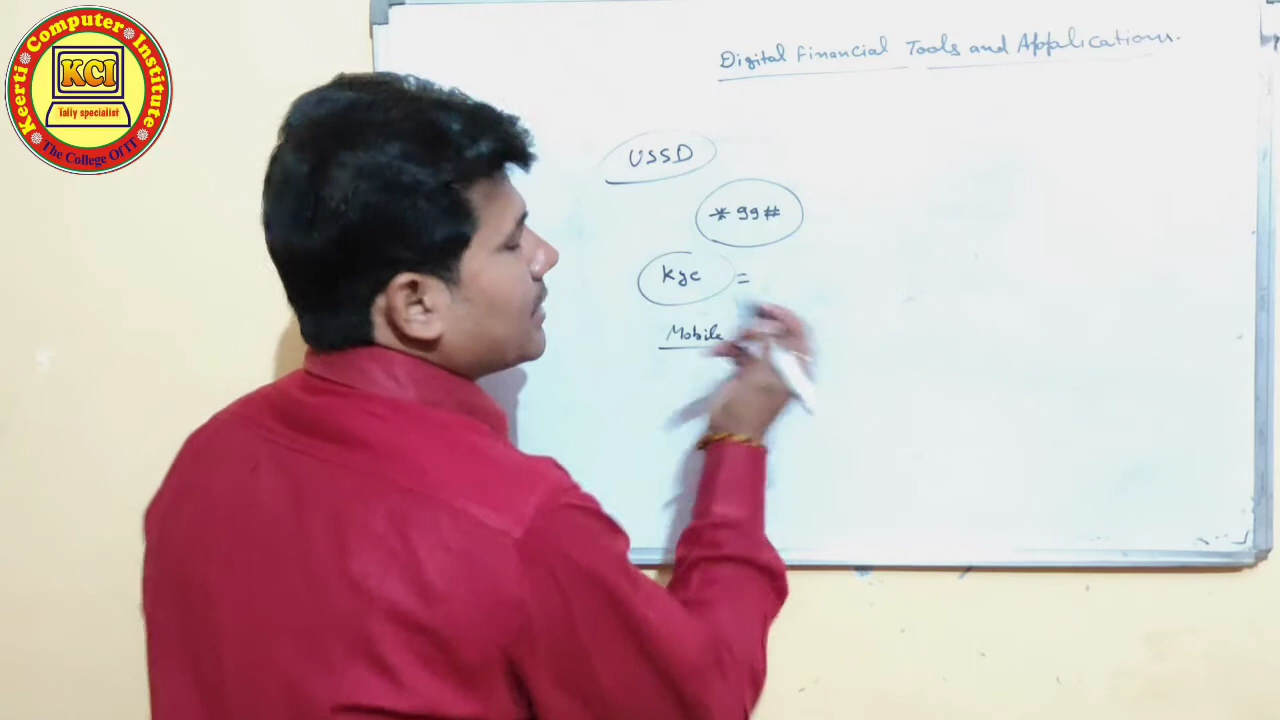 Keerti Computer Institute
KCI
Tally specialist
The College Of IT
Digital Financial Tools and Applications.
USSD
*99#
Kyc =
Mobile